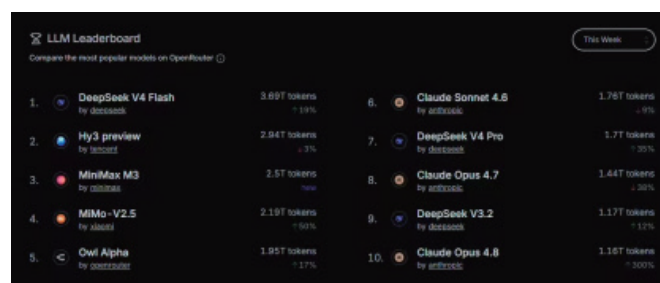 LLM Leaderboard
Compare the most popular models on OpenRouter
This Week
1. DeepSeek V4 Flash 3.69T tokens
by deepseek ↑19%
2. Hy3 preview 2.94T tokens
by tencent ↓3%
3. MiniMax M3 2.5T tokens
by minimax new
4. MiMo-V2.5 2.19T tokens
by xiaomi ↑50%
5. Owl Alpha 1.95T tokens
by openrouter ↑17%
6. Claude Sonnet 4.6 1.76T tokens
by anthropic ↓6%
7. DeepSeek V4 Pro 1.7T tokens
by deepseek ↑35%
8. Claude Opus 4.7 1.44T tokens
by anthropic
9. DeepSeek V3.2 1.17T tokens
by deepseek ↑12%
10. Claude Opus 4.8 1.16T tokens
by anthropic ↑300%